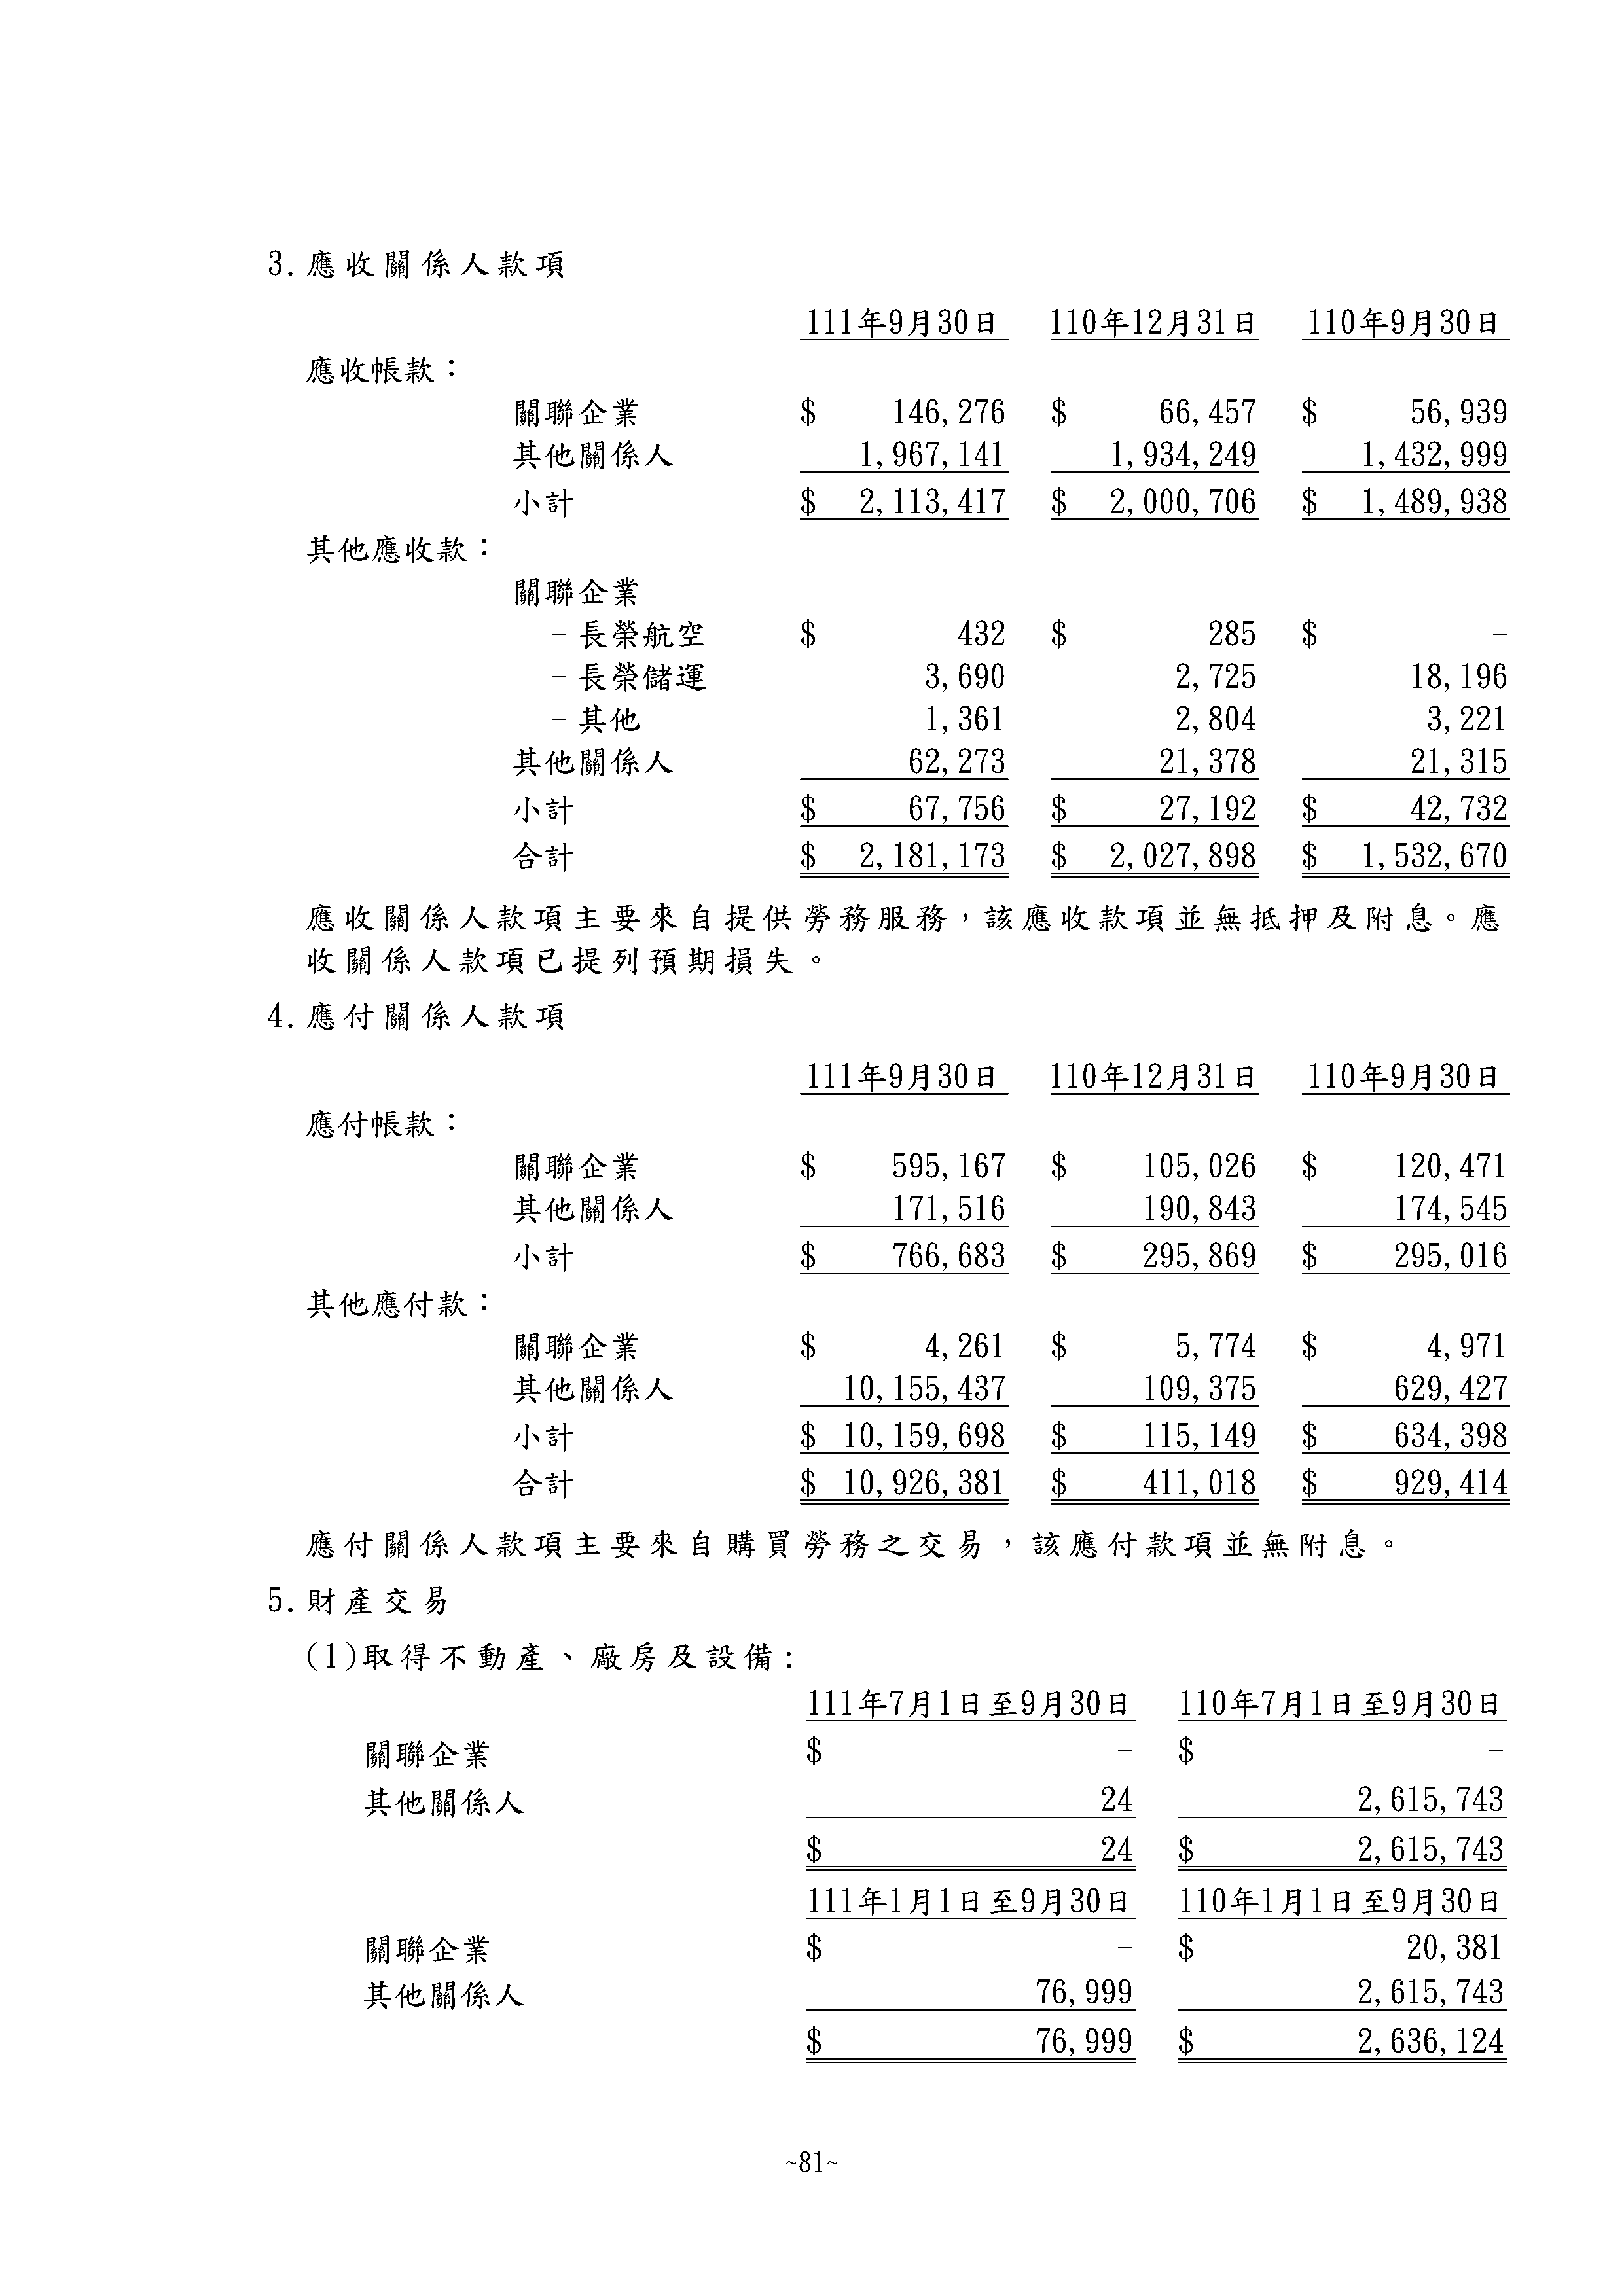 3.應收關係人款項
111年9月30日 110年12月31日 110年9月30日
應收帳款：
關聯企業 $ 146,276 $ 66,457 $ 56,939
其他關係人 1,967,141 1,934,249 1,432,999
小計 $ 2,113,417 $ 2,000,706 $ 1,489,938
其他應收款：
關聯企業
-長榮航空 $ 432 $ 285 $ -
-長榮儲運 3,690 2,725 18,196
-其他 1,361 2,804 3,221
其他關係人 62,273 21,378 21,315
小計 $ 67,756 $ 27,192 $ 42,732
合計 $ 2,181,173 $ 2,027,898 $ 1,532,670
應收關係人款項主要來自提供勞務服務，該應收款項並無抵押及附息。應
收關係人款項已提列預期損失。
4.應付關係人款項
111年9月30日 110年12月31日 110年9月30日
應付帳款：
關聯企業 $ 595,167 $ 105,026 $ 120,471
其他關係人 171,516 190,843 174,545
小計 $ 766,683 $ 295,869 $ 295,016
其他應付款：
關聯企業 $ 4,261 $ 5,774 $ 4,971
其他關係人 10,155,437 109,375 629,427
小計 $ 10,159,698 $ 115,149 $ 634,398
合計 $ 10,926,381 $ 411,018 $ 929,414
應付關係人款項主要來自購買勞務之交易，該應付款項並無附息。
5.財產交易
(1)取得不動產、廠房及設備:
111年7月1日至9月30日 110年7月1日至9月30日
關聯企業 $ - $ -
其他關係人 24 2,615,743
$ 24 $ 2,615,743
111年1月1日至9月30日 110年1月1日至9月30日
關聯企業 $ - $ 20,381
其他關係人 76,999 2,615,743
$ 76,999 $ 2,636,124
~81~